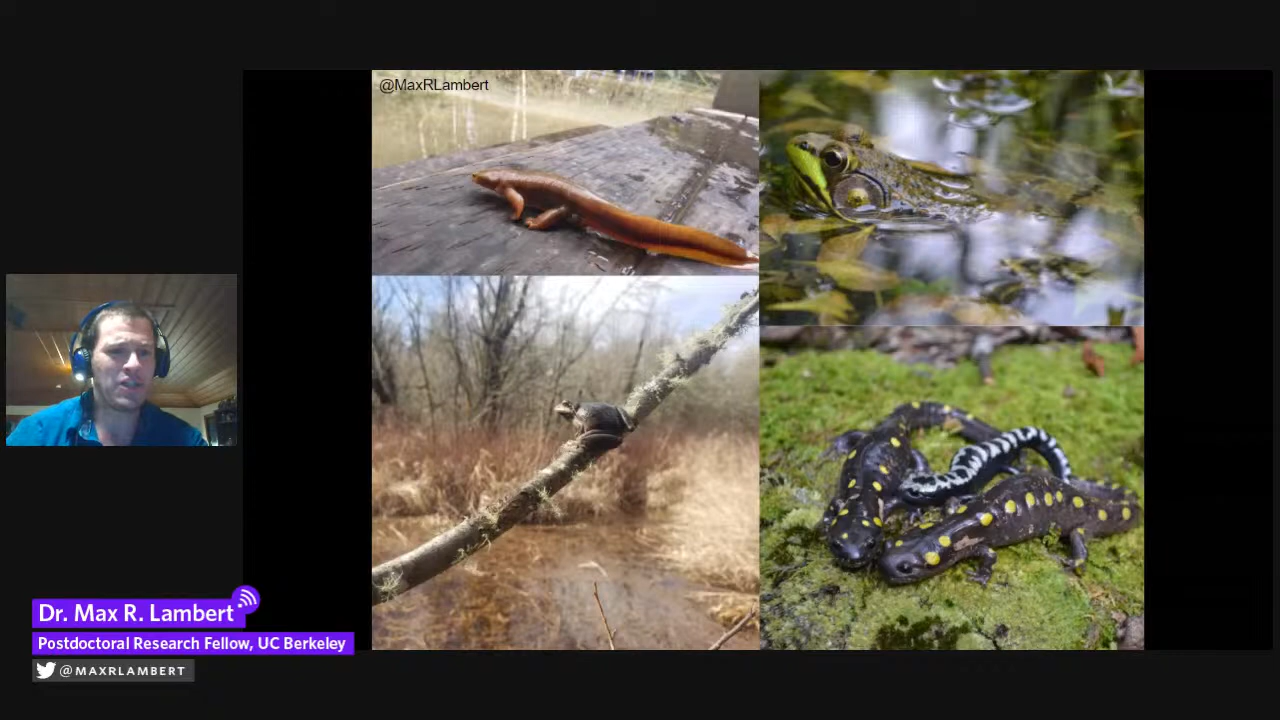 @MaxRLambert
Dr. Max R. Lambert
Postdoctoral Research Fellow, UC Berkeley
@MAXRLAMBERT